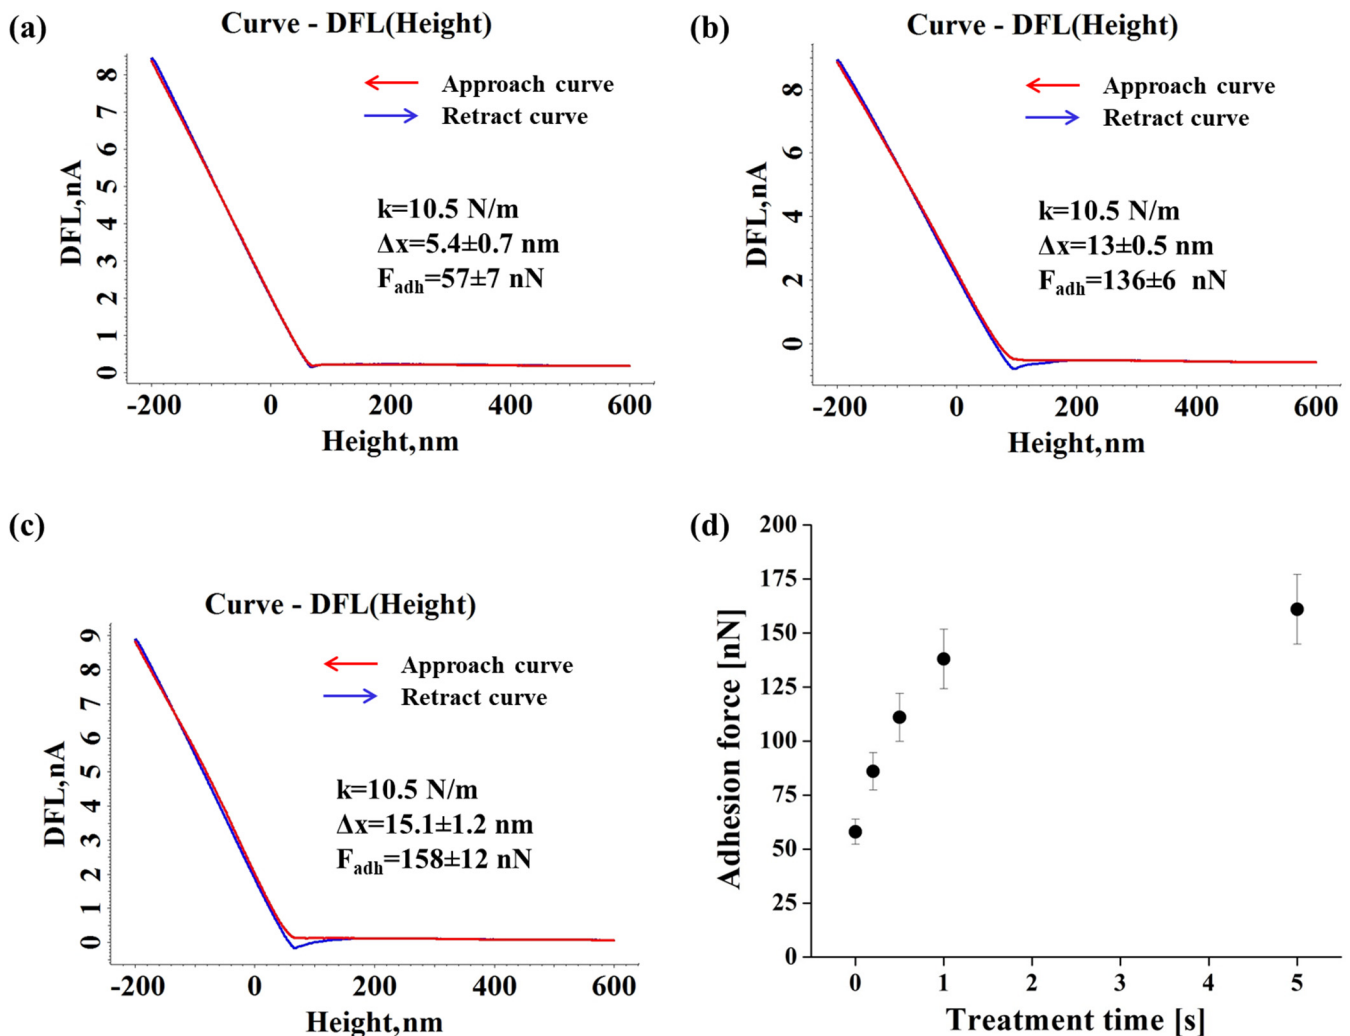 (a)
Curve - DFL(Height)
Approach curve
Retract curve
k=10.5 N/m
Δx=5.4±0.7 nm
Fadh=57±7 nN
DFL,nA
8
7
6
5
4
3
2
1
0
-200 0 200 400 600
Height,nm
(b)
Curve - DFL(Height)
Approach curve
Retract curve
k=10.5 N/m
Δx=13±0.5 nm
Fadh=136±6 nN
DFL,nA
8
6
4
2
0
-200 0 200 400 600
Height,nm
(c)
Curve - DFL(Height)
Approach curve
Retract curve
k=10.5 N/m
Δx=15.1±1.2 nm
Fadh=158±12 nN
DFL,nA
9
8
7
6
5
4
3
2
1
0
-200 0 200 400 600
Height,nm
(d)
Adhesion force [nN]
200
175
150
125
100
75
50
25
0
0 1 2 3 4 5
Treatment time [s]